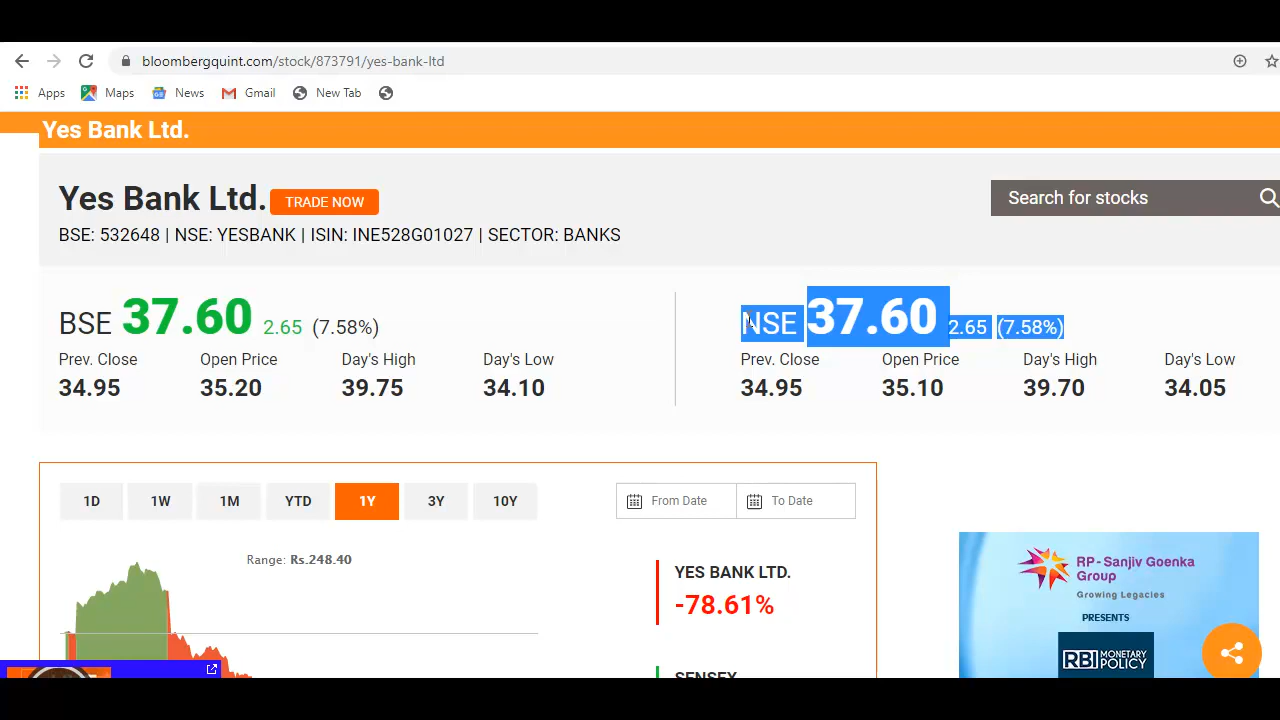 bloombergquint.com/stock/873791/yes-bank-ltd
Apps Maps News Gmail New Tab
Yes Bank Ltd.
Yes Bank Ltd. TRADE NOW
Search for stocks
BSE: 532648 | NSE: YESBANK | ISIN: INE528G01027 | SECTOR: BANKS
BSE 37.60 2.65 (7.58%)
Prev. Close Open Price Day's High Day's Low
34.95 35.20 39.75 34.10
NSE 37.60 2.65 (7.58%)
Prev. Close Open Price Day's High Day's Low
34.95 35.10 39.70 34.05
1D 1W 1M YTD 1Y 3Y 10Y
From Date To Date
Range: Rs.248.40
YES BANK LTD.
-78.61%
SENSEX
RP-Sanjiv Goenka
Group
Growing Legacies
PRESENTS
RBI MONETARY
POLICY